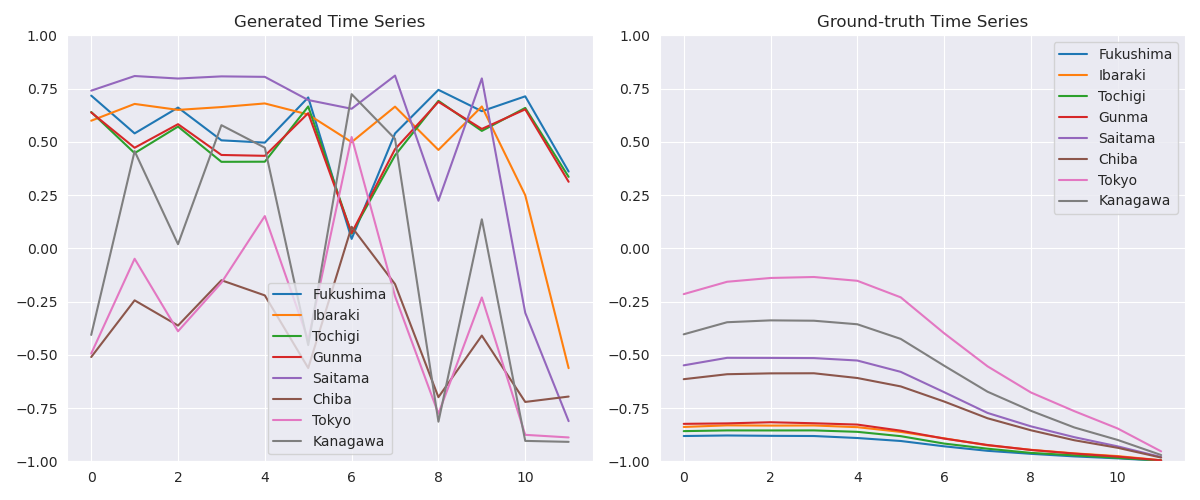 Generated Time Series
1.00
0.75
0.50
0.25
0.00
−0.25
−0.50
−0.75
−1.00
0 2 4 6 8 10
Fukushima
Ibaraki
Tochigi
Gunma
Saitama
Chiba
Tokyo
Kanagawa
Ground-truth Time Series
1.00
0.75
0.50
0.25
0.00
−0.25
−0.50
−0.75
−1.00
0 2 4 6 8 10
Fukushima
Ibaraki
Tochigi
Gunma
Saitama
Chiba
Tokyo
Kanagawa